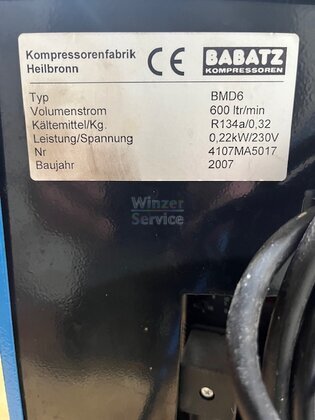 Kompressorenfabrik
Heilbronn
CE
BABATZ
KOMPRESSOREN
Typ BMD6
Volumenstrom 600 ltr/min
Kältemittel/Kg. R134a/0,32
Leistung/Spannung 0,22kW/230V
Nr 4107MA5017
Baujahr 2007
Winzer
Service